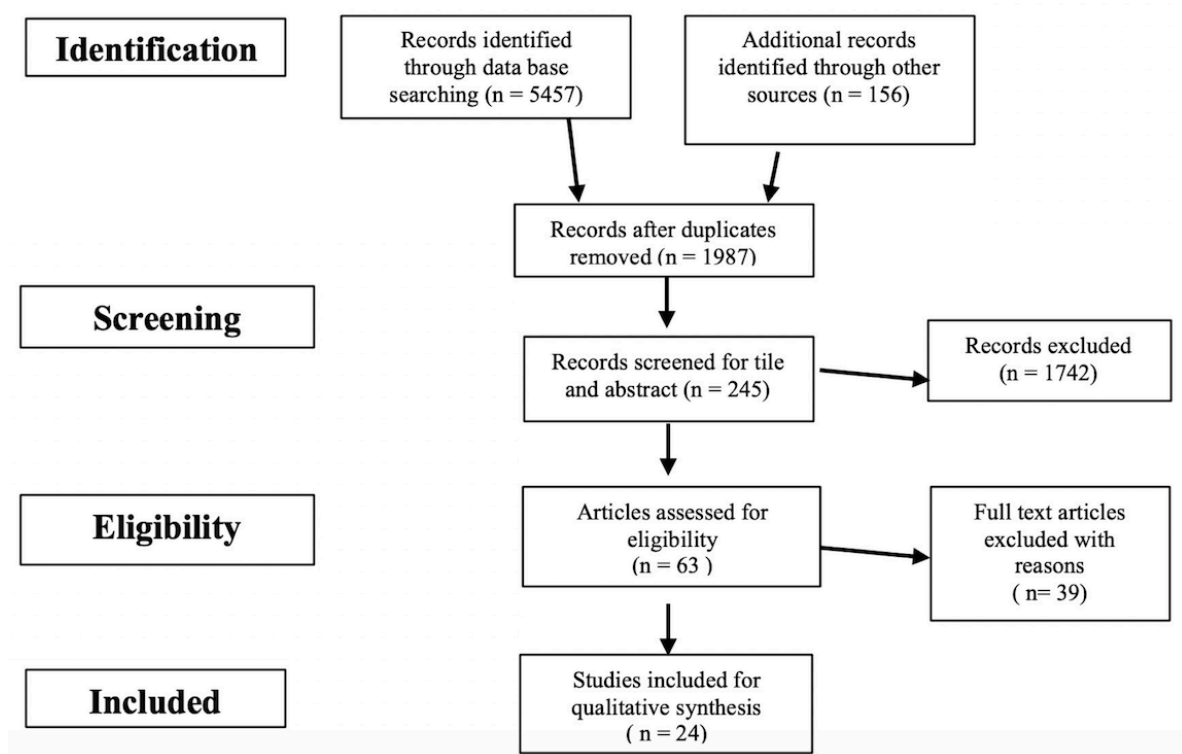 Identification
Records identified
through data base
searching (n = 5457)
Additional records
identified through other
sources (n = 156)
Records after duplicates
removed (n = 1987)
Screening
Records screened for tile
and abstract (n = 245)
Records excluded
(n = 1742)
Eligibility
Articles assessed for
eligibility
(n = 63 )
Full text articles
excluded with
reasons
( n= 39)
Included
Studies included for
qualitative synthesis
( n = 24)